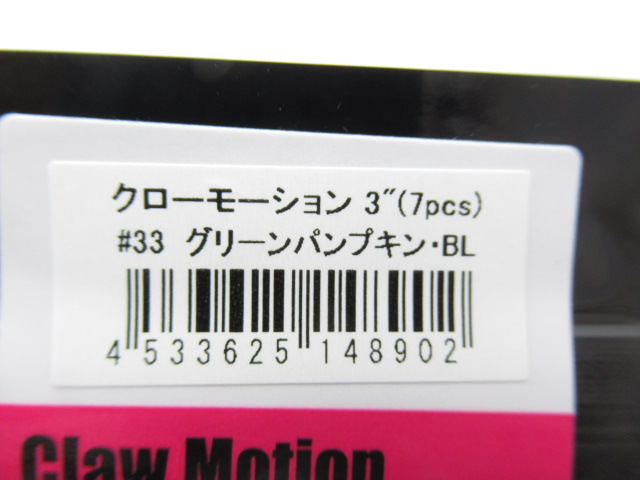 クローモーション 3"(7pcs)
#33 グリーンパンプキン・BL
4 533625 148902
Claw Motion